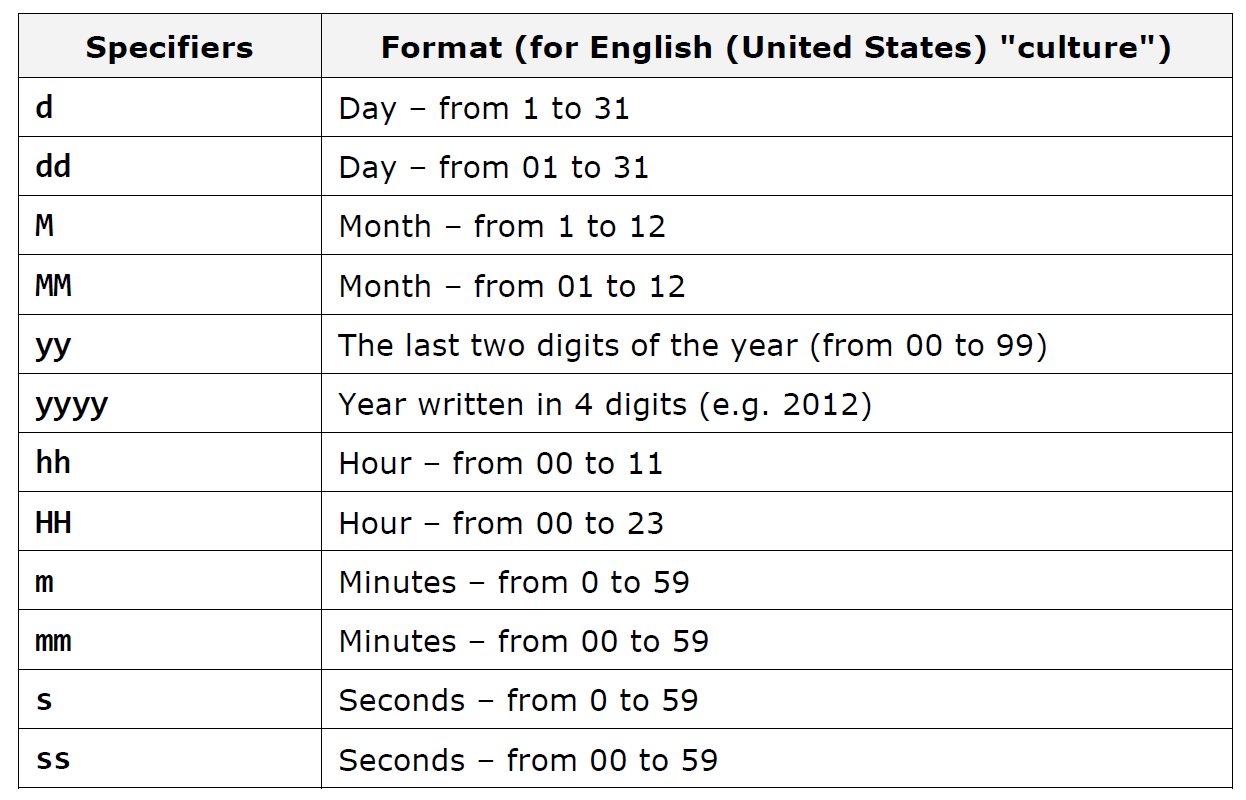 Specifiers Format (for English (United States) "culture")
d Day – from 1 to 31
dd Day – from 01 to 31
M Month – from 1 to 12
MM Month – from 01 to 12
yy The last two digits of the year (from 00 to 99)
yyyy Year written in 4 digits (e.g. 2012)
hh Hour – from 00 to 11
HH Hour – from 00 to 23
m Minutes – from 0 to 59
mm Minutes – from 00 to 59
s Seconds – from 0 to 59
ss Seconds – from 00 to 59